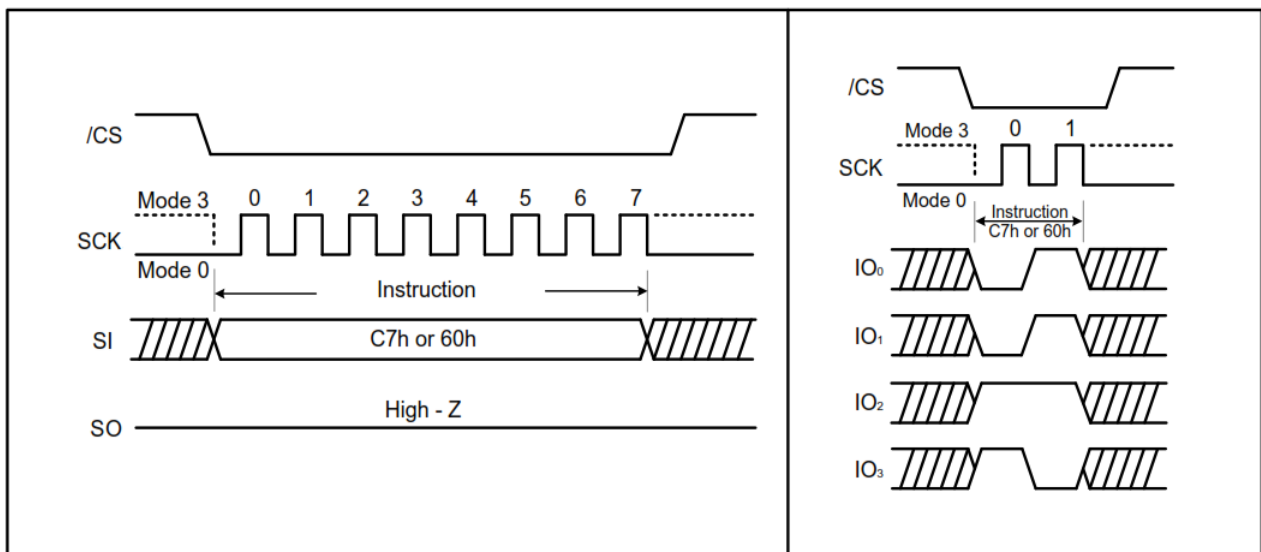 /CS
Mode 3 0 1 2 3 4 5 6 7
SCK
Mode 0
Instruction
SI C7h or 60h
High - Z
SO
/CS
Mode 3 0 1
SCK
Mode 0
Instruction
C7h or 60h
IO₀
IO₁
IO₂
IO₃